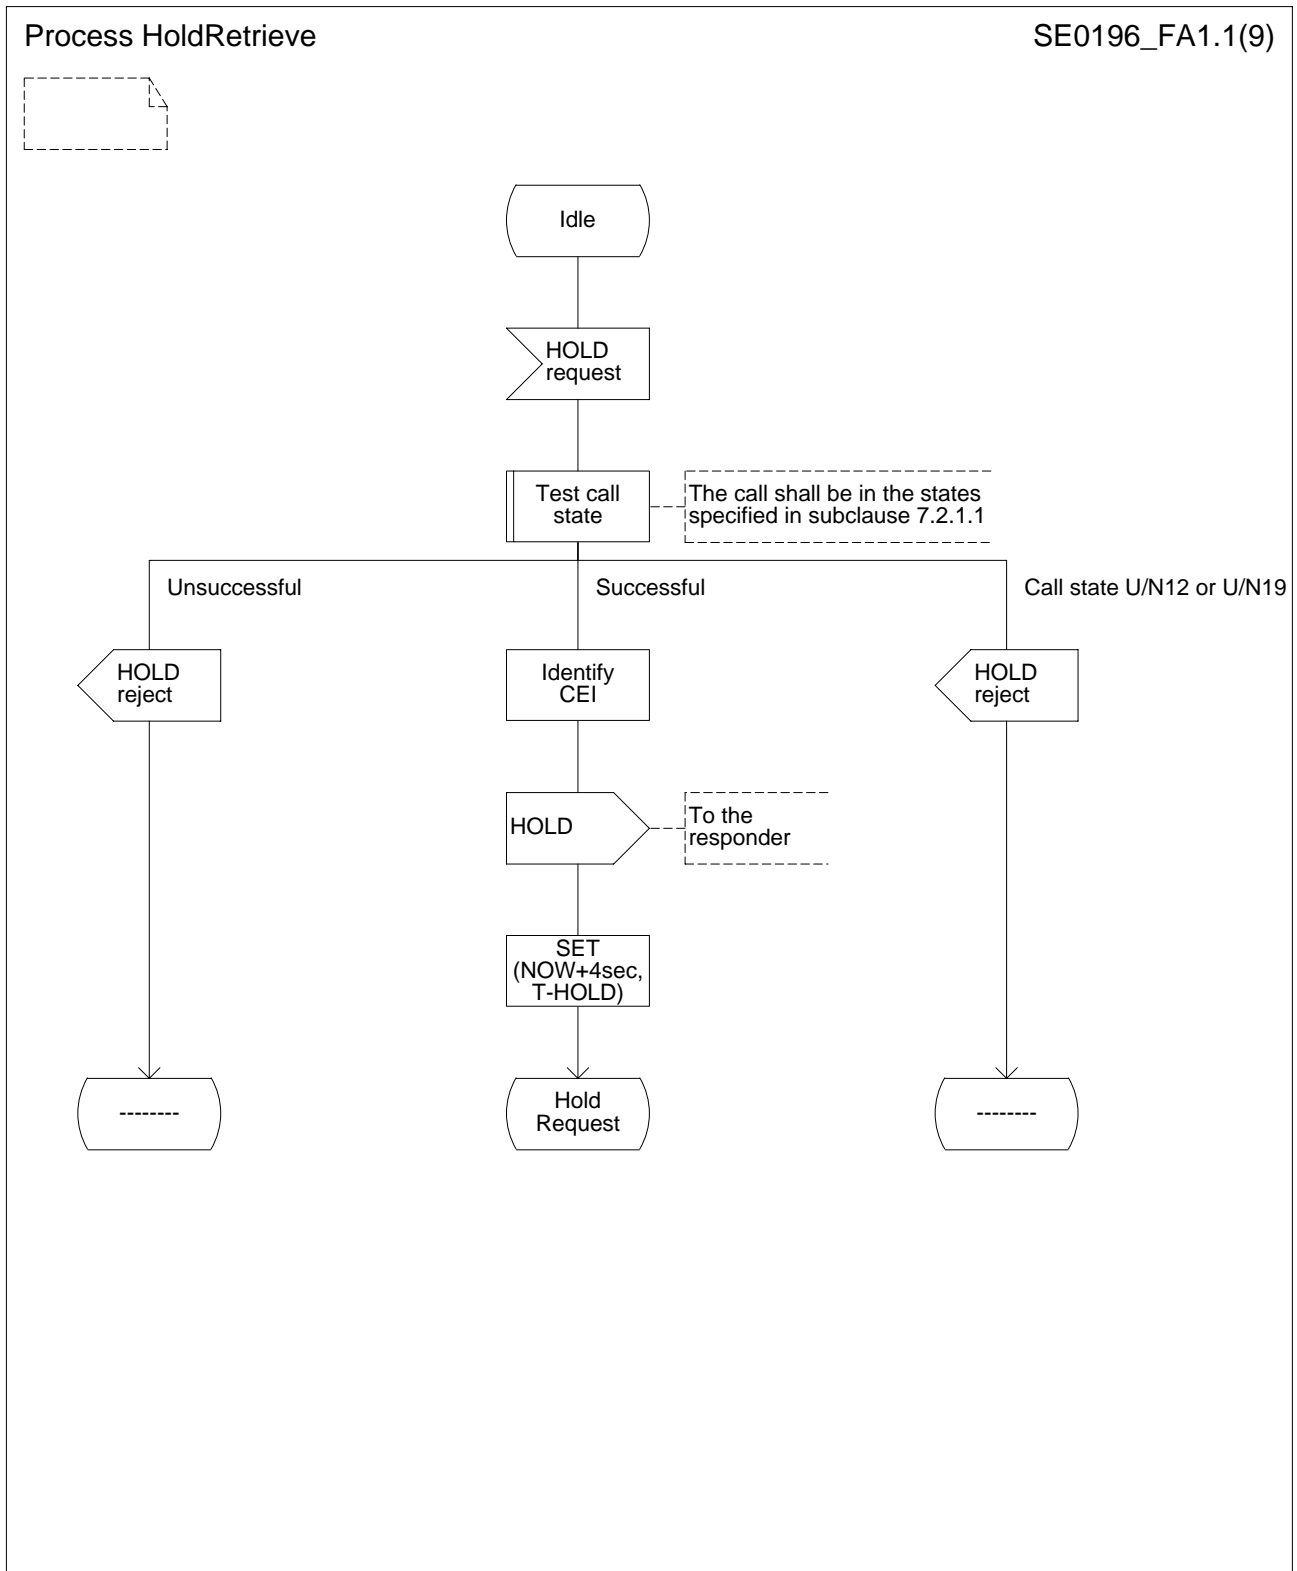 Process HoldRetrieve
SE0196_FA1.1(9)
Idle
HOLD
request
Test call
state
The call shall be in the states
specified in subclause 7.2.1.1
Unsuccessful
Successful
Call state U/N12 or U/N19
HOLD
reject
Identify
CEI
HOLD
reject
HOLD
To the
responder
SET
(NOW+4sec,
T-HOLD)
--------
Hold
Request
--------